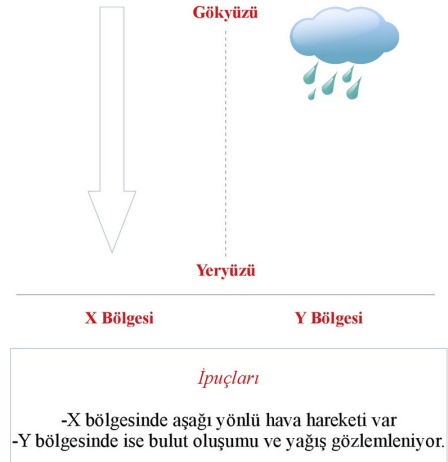 Gökyüzü
Yeryüzü
X Bölgesi
Y Bölgesi
İpuçları
-X bölgesinde aşağı yönlü hava hareketi var
-Y bölgesinde ise bulut oluşumu ve yağış gözlemleniyor.